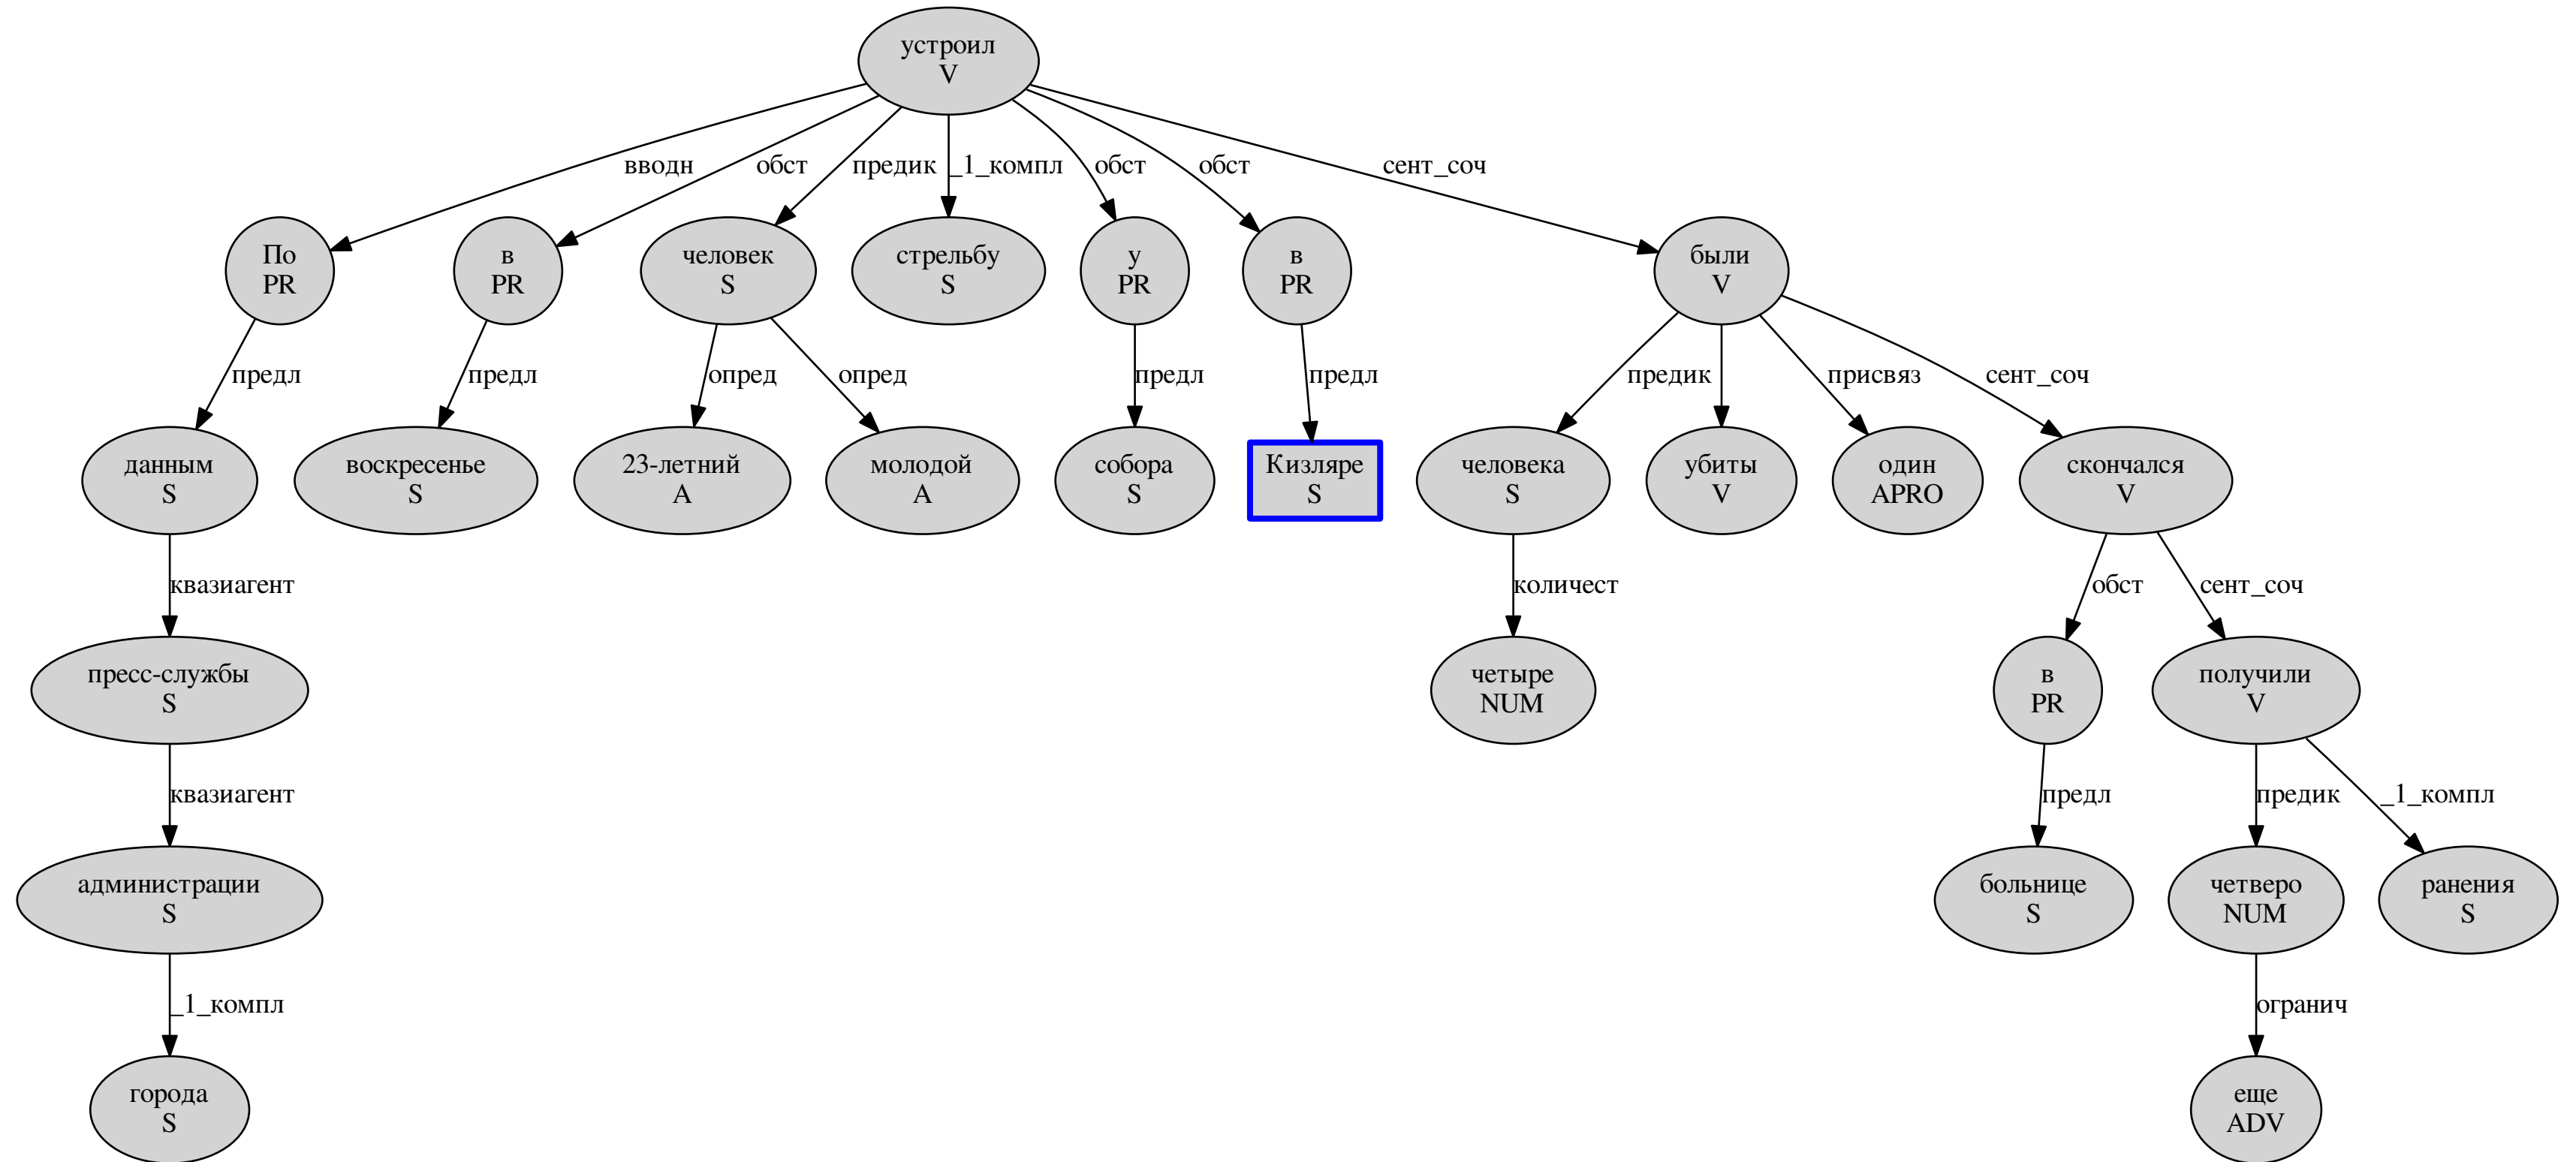 устроил
V
вводн
обст
предик
_1_компл
обст
обст
сент_соч
По
PR
в
PR
человек
S
стрельбу
S
у
PR
в
PR
были
V
предл
предл
опред
опред
предл
предл
предик
присвяз
сент_соч
данным
S
воскресенье
S
23-летний
A
молодой
A
собора
S
Кизляре
S
человека
S
убиты
V
один
APRO
скончался
V
квазиагент
количест
обст
сент_соч
пресс-службы
S
четыре
NUM
в
PR
получили
V
квазиагент
предл
предик
_1_компл
администрации
S
больнице
S
четверо
NUM
ранения
S
_1_компл
огранич
города
S
еще
ADV